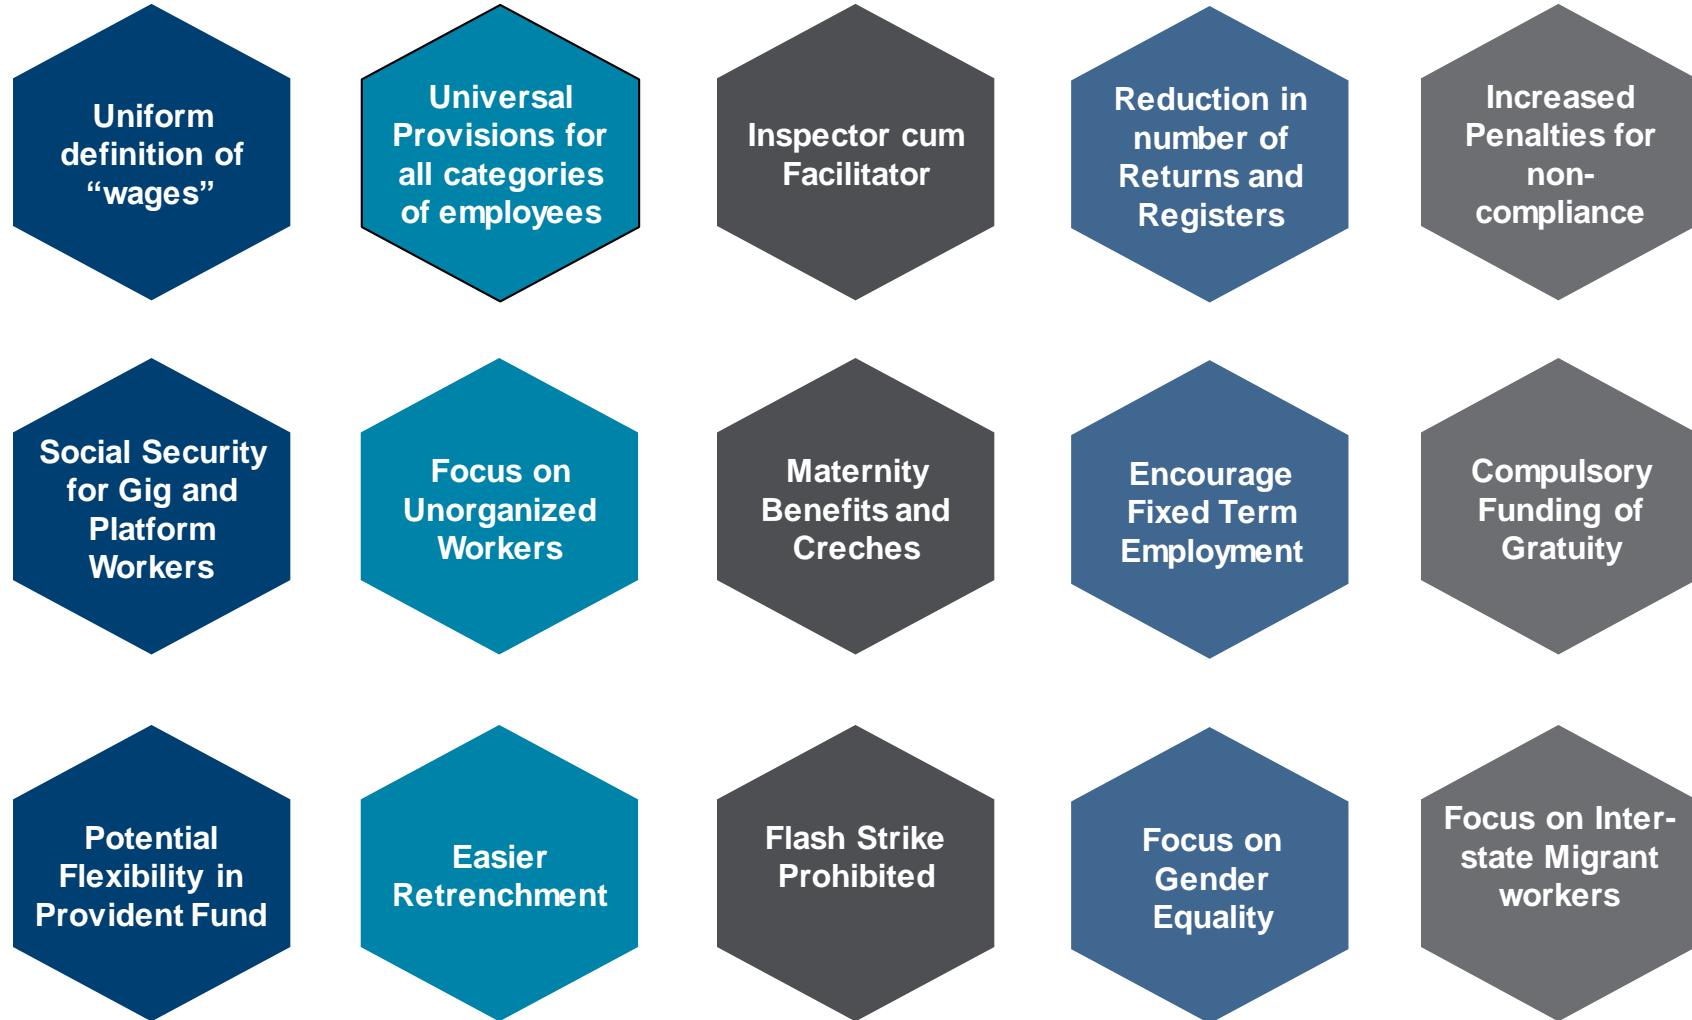 Uniform
definition of
“wages”
Universal
Provisions for
all categories
of employees
Inspector cum
Facilitator
Reduction in
number of
Returns and
Registers
Increased
Penalties for
non-
compliance
Social Security
for Gig and
Platform
Workers
Focus on
Unorganized
Workers
Maternity
Benefits and
Creches
Encourage
Fixed Term
Employment
Compulsory
Funding of
Gratuity
Potential
Flexibility in
Provident Fund
Easier
Retrenchment
Flash Strike
Prohibited
Focus on
Gender
Equality
Focus on Inter-
state Migrant
workers